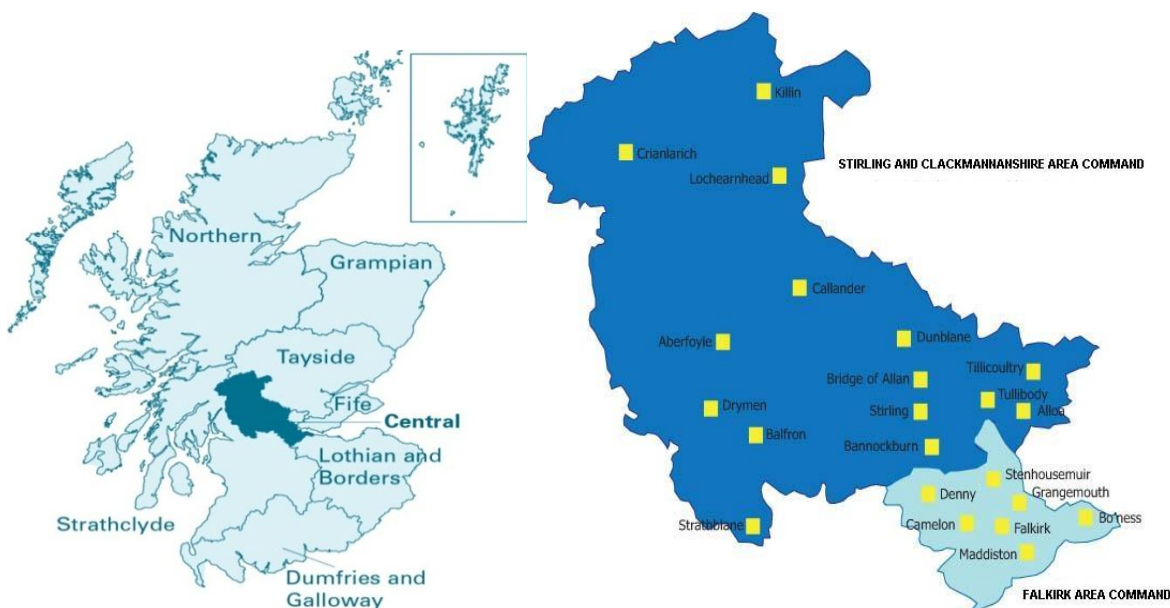 Northern
Grampian
Tayside
Fife
Central
Lothian and
Borders
Strathclyde
Dumfries and
Galloway
Killin
Crianlarich
STIRLING AND CLACKMANNANSHIRE AREA COMMAND
Lochearnhead
Callander
Aberfoyle
Dunblane
Tillicoultry
Bridge of Allan
Tullibody
Drymen
Stirling
Alloa
Balfron
Bannockburn
Stenhousemuir
Denny
Grangemouth
Strathblane
Camelon
Falkirk
Bo'ness
Maddiston
FALKIRK AREA COMMAND